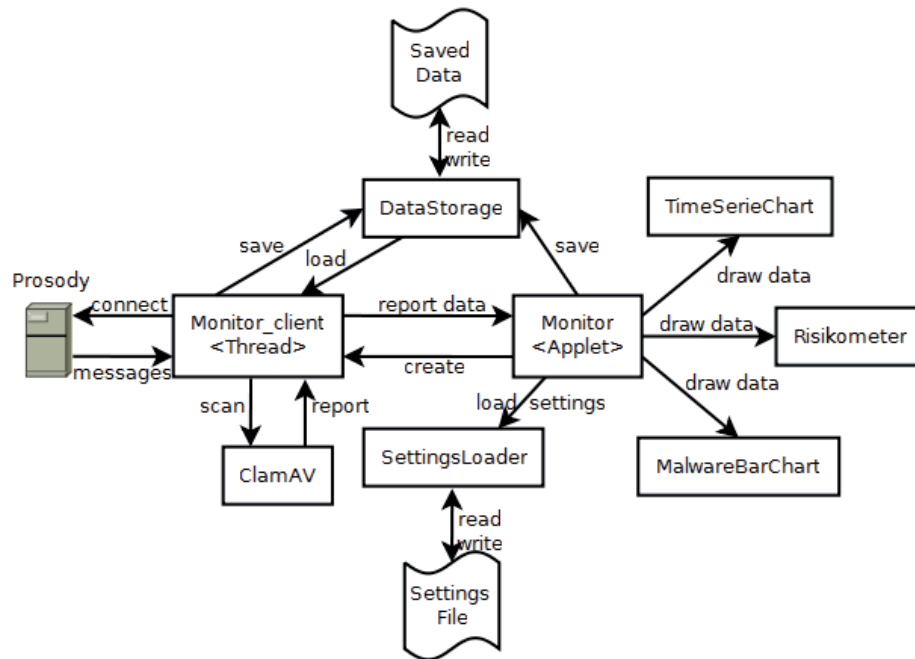 Saved
Data
read
write
DataStorage
TimeSerieChart
save
load
save
draw data
Prosody
connect
Monitor_client
<Thread>
report data
Monitor
<Applet>
draw data
Risikometer
messages
create
draw data
scan
report
load settings
ClamAV
SettingsLoader
MalwareBarChart
read
write
Settings
File